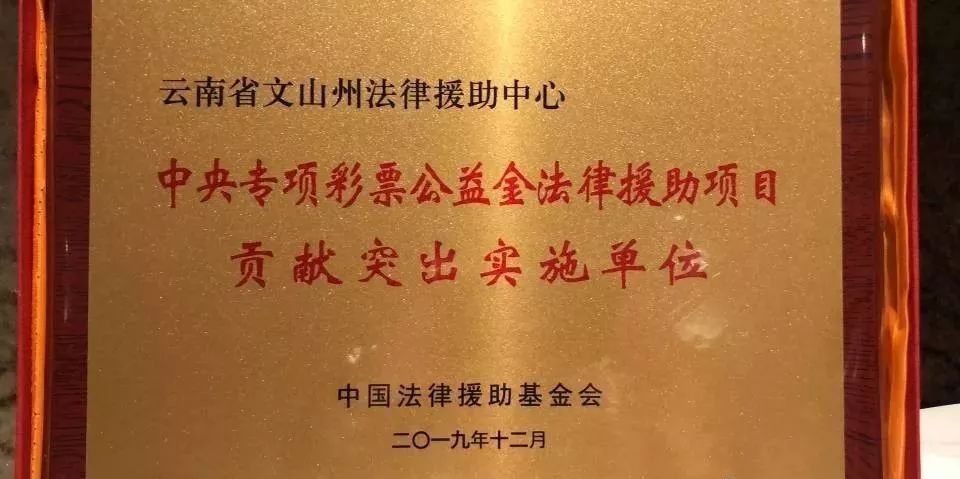 云南省文山州法律援助中心
中央专项彩票公益金法律援助项目
贡献突出实施单位
中国法律援助基金会
二〇一九年十二月